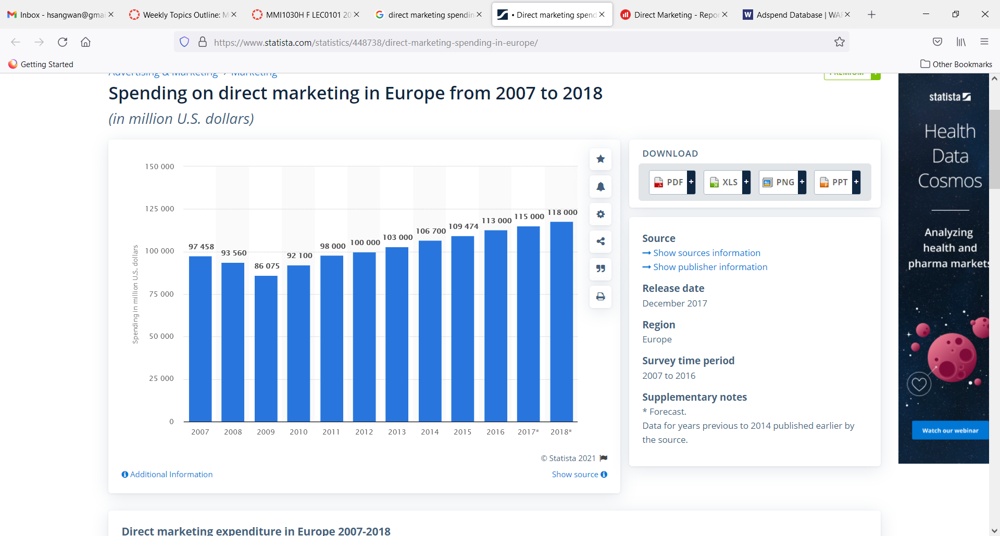 Inbox - hsangwan@gmai
Weekly Topics Outline: M
MMI1030H F LEC0101 20
direct marketing spendin
• Direct marketing spend
Direct Marketing - Repor
Adspend Database | WAR
https://www.statista.com/statistics/448738/direct-marketing-spending-in-europe/
Getting Started
Other Bookmarks
Advertising & Marketing › Marketing
PREMIUM
Spending on direct marketing in Europe from 2007 to 2018
(in million U.S. dollars)
150 000
125 000
100 000
75 000
50 000
25 000
0
Spending in million U.S. dollars
97 458
93 560
86 075
92 100
98 000
100 000
103 000
106 700
109 474
113 000
115 000
118 000
2007
2008
2009
2010
2011
2012
2013
2014
2015
2016
2017*
2018*
© Statista 2021
Additional Information
Show source
DOWNLOAD
PDF +
XLS +
PNG +
PPT +
Source
→ Show sources information
→ Show publisher information
Release date
December 2017
Region
Europe
Survey time period
2007 to 2016
Supplementary notes
* Forecast.
Data for years previous to 2014 published earlier by
the source.
statista
Health
Data
Cosmos
Analyzing
health and
pharma markets
Watch our webinar
Direct marketing expenditure in Europe 2007-2018